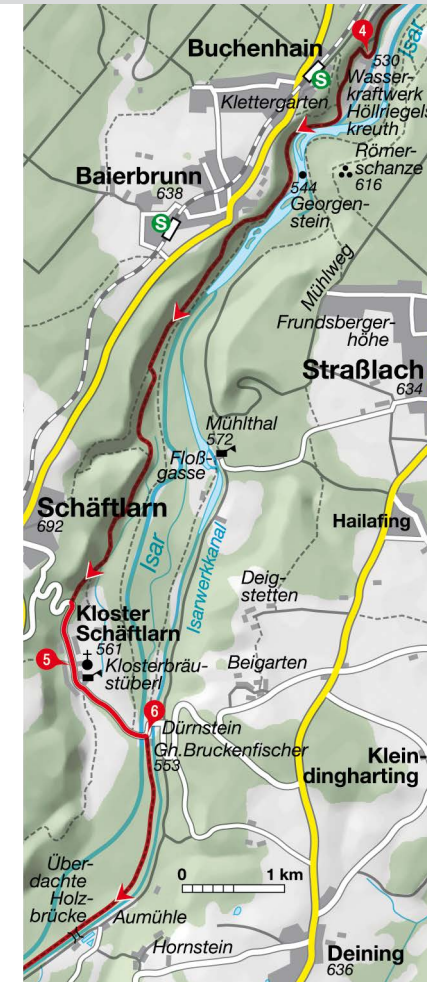 4
Isar
Buchenhain
530
Wasser-
kraftwerk
Höllriegels-
kreuth
S
Klettergarten
Römer-
schanze
616
Baierbrunn
638
544
Georgen-
stein
S
Mühlweg
Frundsberger-
höhe
Straßlach
634
Mühlthal
572
Floß-
gasse
Schäftlarn
692
Hailafing
Isar
Isarwerkkanal
Deig-
stetten
Kloster
Schäftlarn
561
5
Klosterbräu-
stüberl
Beigarten
6
Dürnstein
Gh.Bruckenfischer
553
Klein-
dingharting
0 1 km
Über-
dachte
Holz-
brücke
Aumühle
Hornstein
Deining
636